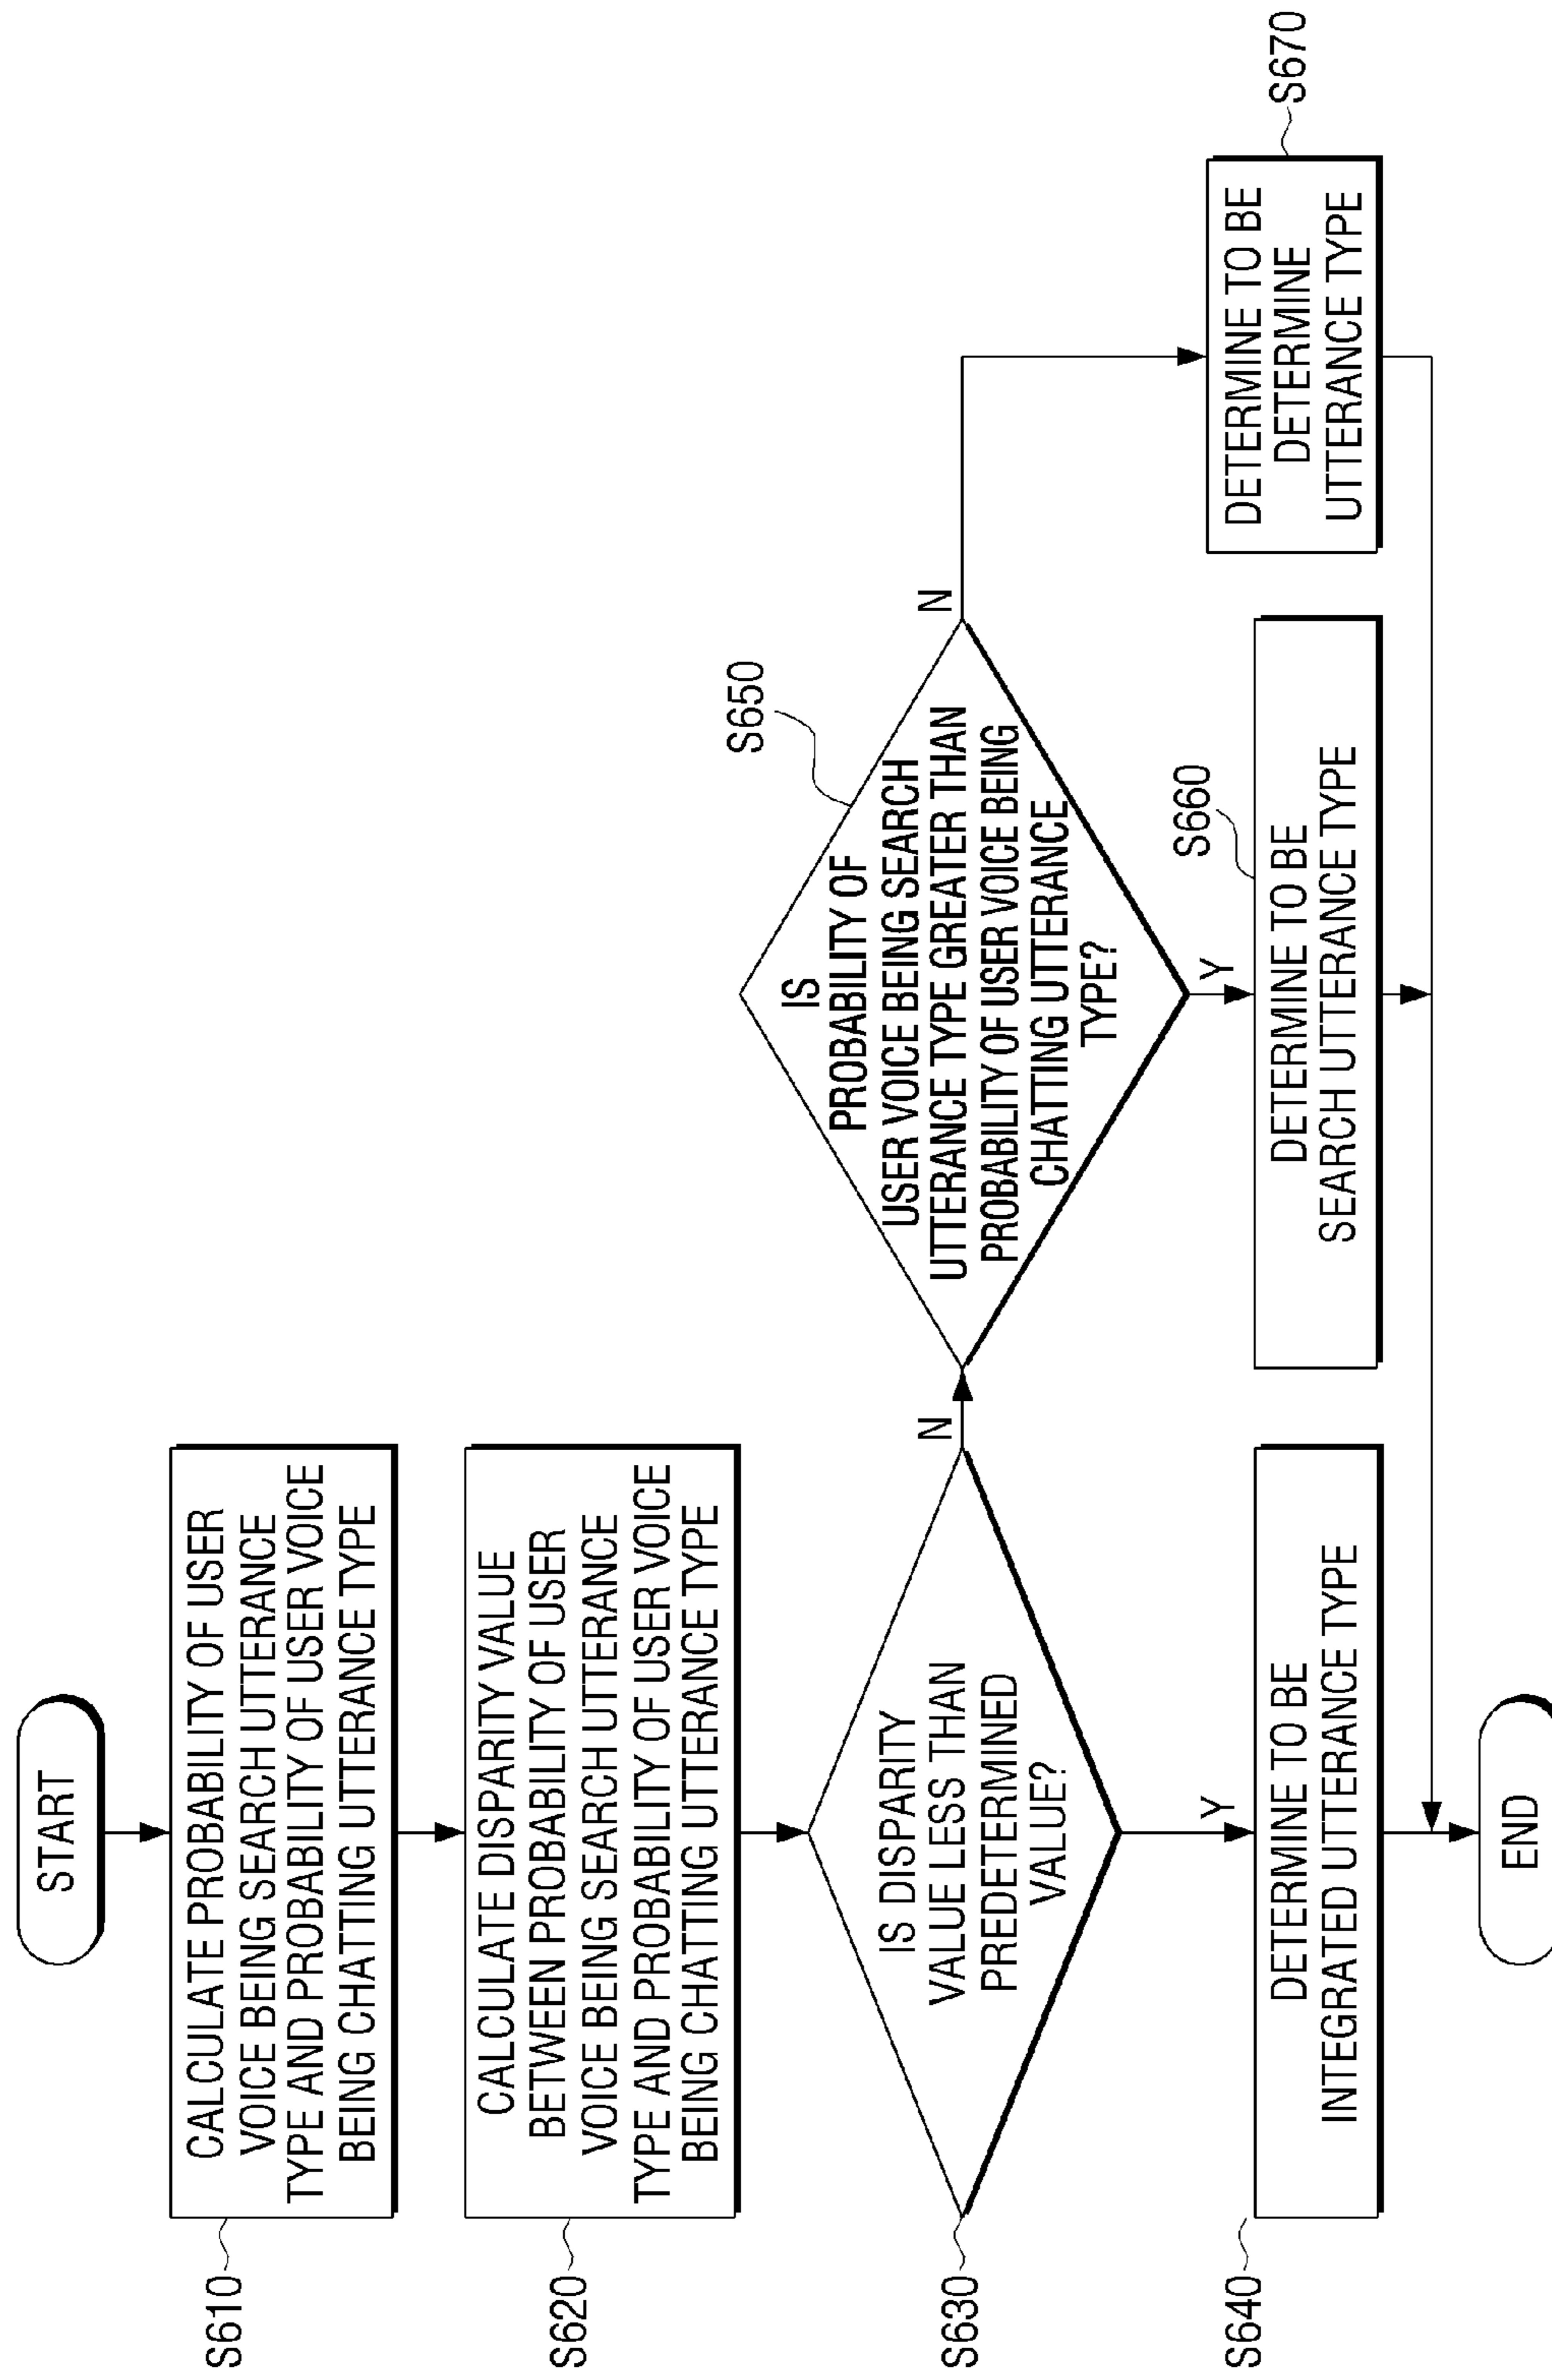 START
S610
CALCULATE PROBABILITY OF USER
VOICE BEING SEARCH UTTERANCE
TYPE AND PROBABILITY OF USER VOICE
BEING CHATTING UTTERANCE TYPE
S620
CALCULATE DISPARITY VALUE
BETWEEN PROBABILITY OF USER
VOICE BEING SEARCH UTTERANCE
TYPE AND PROBABILITY OF USER VOICE
BEING CHATTING UTTERANCE TYPE
S630
IS DISPARITY
VALUE LESS THAN
PREDETERMINED
VALUE?
N
Y
S640
DETERMINE TO BE
INTEGRATED UTTERANCE TYPE
S650
IS
PROBABILITY OF
USER VOICE BEING SEARCH
UTTERANCE TYPE GREATER THAN
PROBABILITY OF USER VOICE BEING
CHATTING UTTERANCE
TYPE?
N
Y
S660
DETERMINE TO BE
SEARCH UTTERANCE TYPE
S670
DETERMINE TO BE
DETERMINE
UTTERANCE TYPE
END